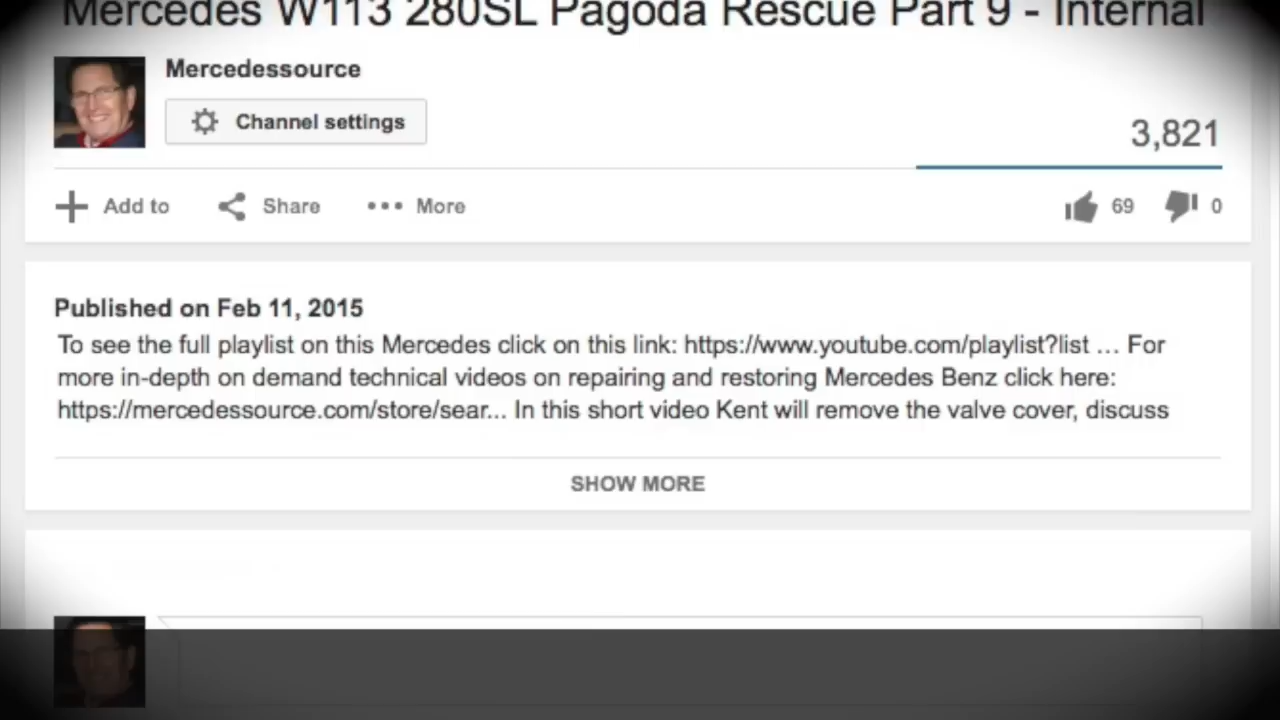 Mercedes W113 280SL Pagoda Rescue Part 9 - Internal
Mercedessource
Channel settings
3,821
Add to Share More 69 0
Published on Feb 11, 2015
To see the full playlist on this Mercedes click on this link: https://www.youtube.com/playlist?list ... For
more in-depth on demand technical videos on repairing and restoring Mercedes Benz click here:
https://mercedessource.com/store/sear... In this short video Kent will remove the valve cover, discuss
SHOW MORE